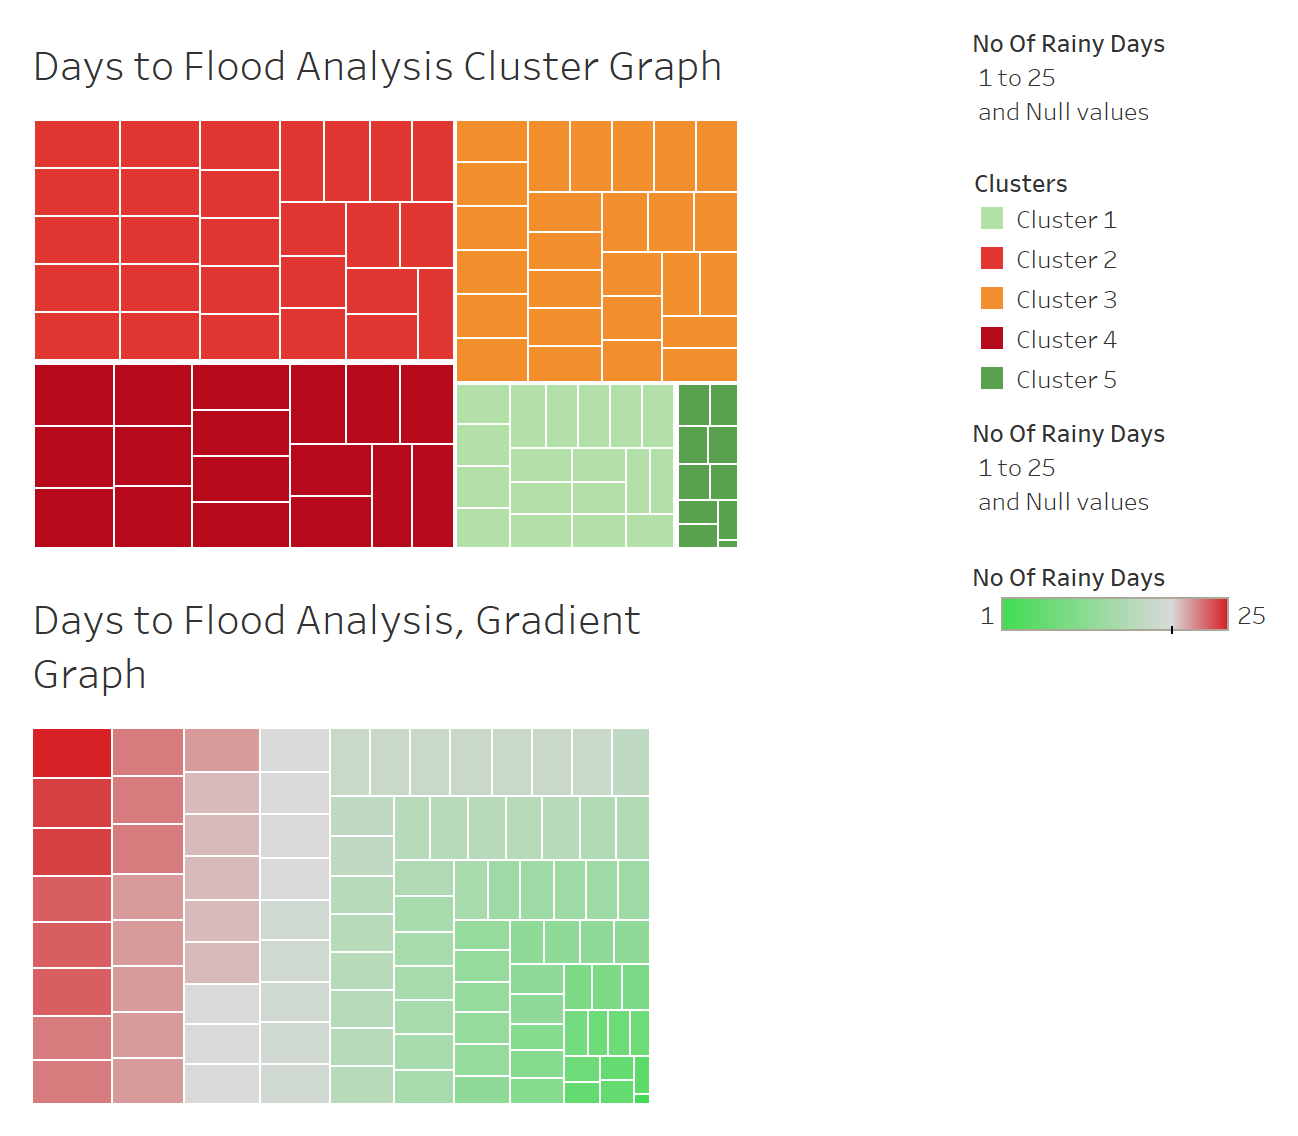 Days to Flood Analysis Cluster Graph
No Of Rainy Days
1 to 25
and Null values
Clusters
Cluster 1
Cluster 2
Cluster 3
Cluster 4
Cluster 5
No Of Rainy Days
1 to 25
and Null values
No Of Rainy Days
1 25
Days to Flood Analysis, Gradient
Graph